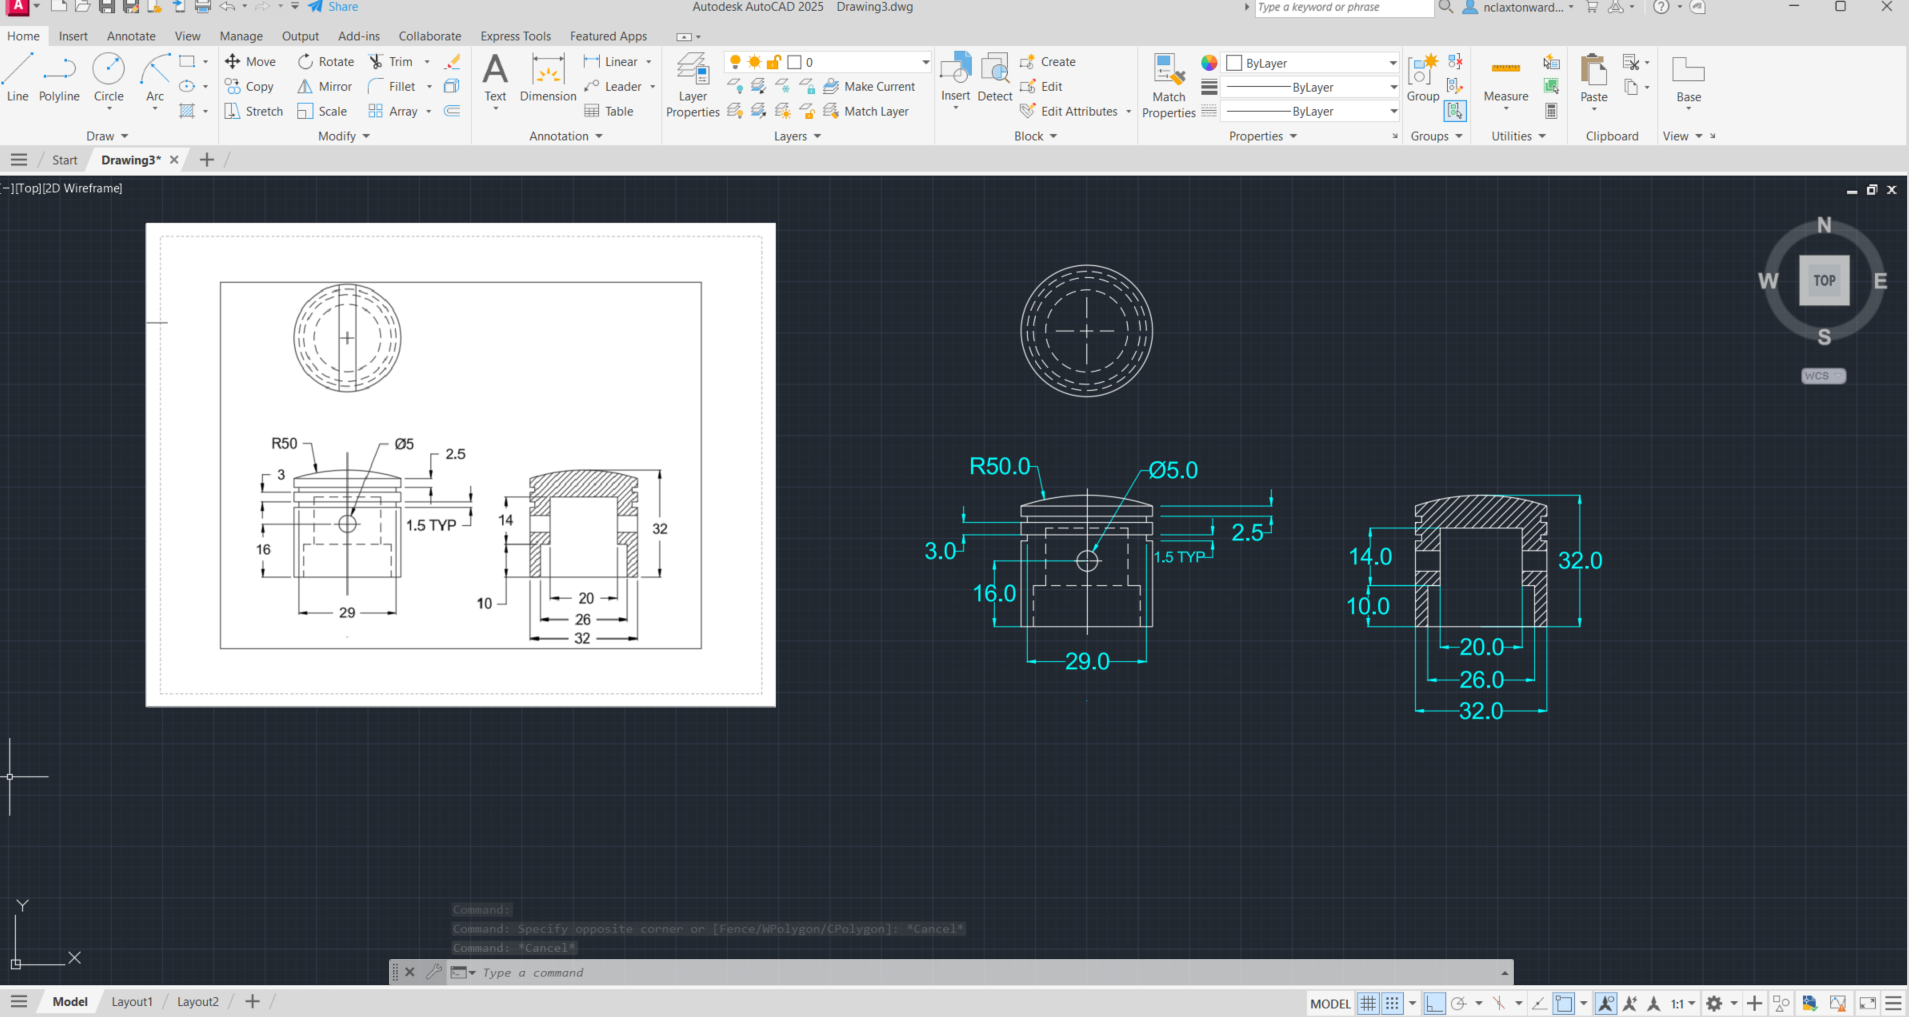 A
Share
Autodesk AutoCAD 2025 Drawing3.dwg
Type a keyword or phrase
nclaxtonward...
Home Insert Annotate View Manage Output Add-ins Collaborate Express Tools Featured Apps
Line Polyline Circle Arc
Move Rotate Trim
Copy Mirror Fillet
Stretch Scale Array
Text Dimension
Linear
Leader
Table
Layer Properties
0
Make Current
Match Layer
Insert Detect
Create
Edit
Edit Attributes
Match Properties
ByLayer
ByLayer
ByLayer
Group Measure Paste Base
Draw Modify Annotation Layers Block Properties Groups Utilities Clipboard View
Start Drawing3*
[−][Top][2D Wireframe]
N
W TOP E
S
WCS
R50 Ø5
2.5
3
1.5 TYP
16
29
14
32
10
20
26
32
R50.0 Ø5.0
2.5
3.0
1.5 TYP
16.0
29.0
14.0
32.0
10.0
20.0
26.0
32.0
Y
X
Command:
Command: Specify opposite corner or [Fence/WPolygon/CPolygon]: *Cancel*
Command: *Cancel*
Type a command
Model Layout1 Layout2
MODEL
1:1